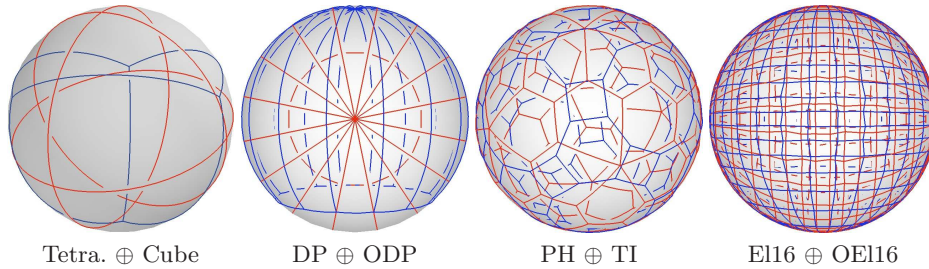 Tetra. ⊕ Cube DP ⊕ ODP PH ⊕ TI El16 ⊕ OEl16